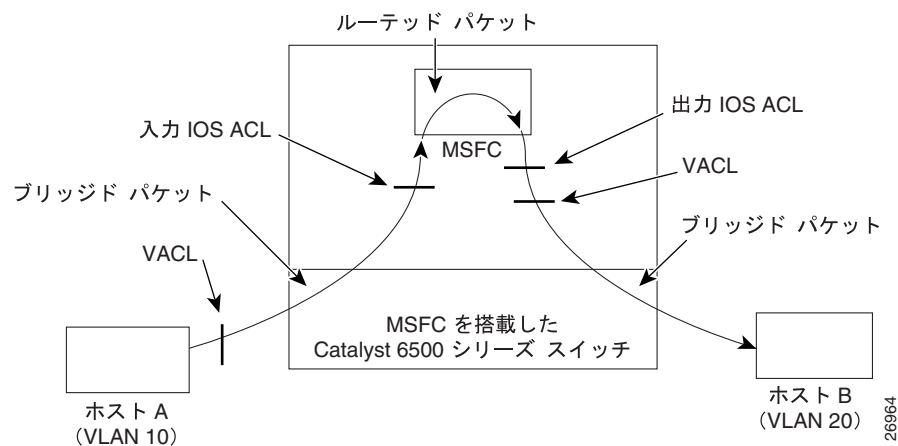 ルーテッド パケット
入力 IOS ACL
出力 IOS ACL
MSFC
VACL
ブリッジド パケット
ブリッジド パケット
VACL
MSFC を搭載した
Catalyst 6500 シリーズ スイッチ
ホスト A
（VLAN 10）
ホスト B
（VLAN 20）
26964